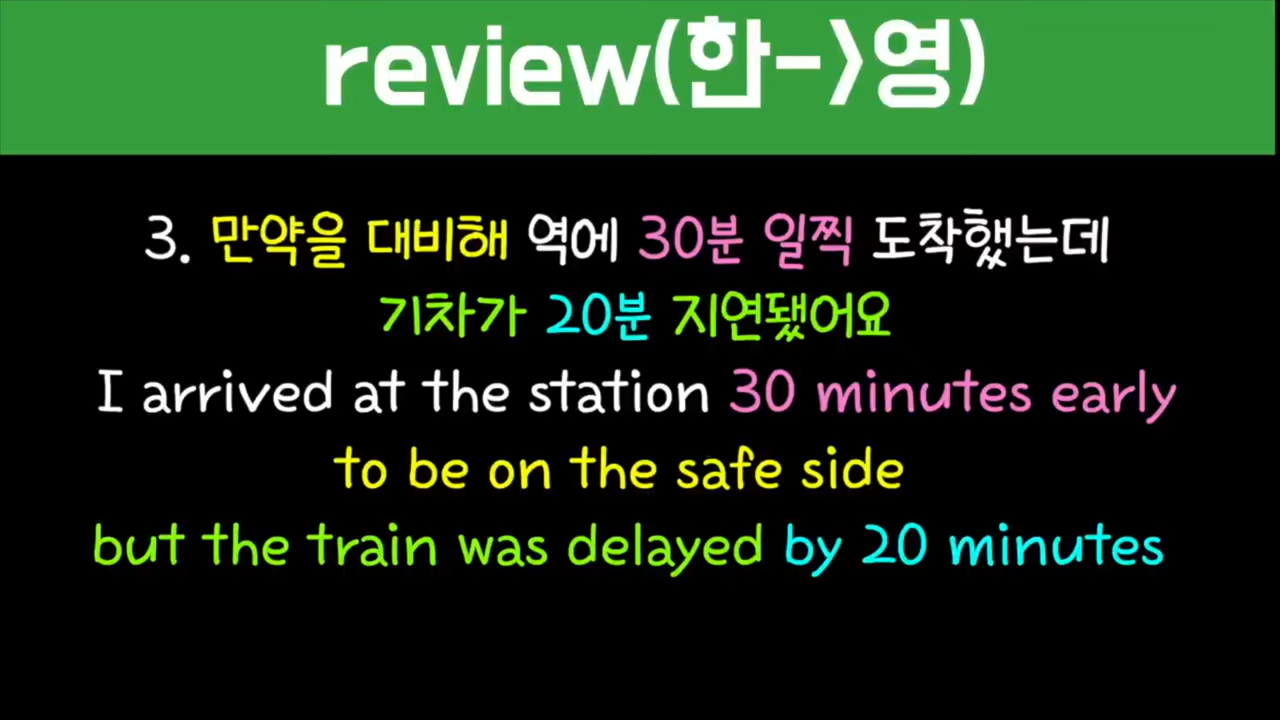 review(한->영)
3. 만약을 대비해 역에 30분 일찍 도착했는데
기차가 20분 지연됐어요
I arrived at the station 30 minutes early
to be on the safe side
but the train was delayed by 20 minutes